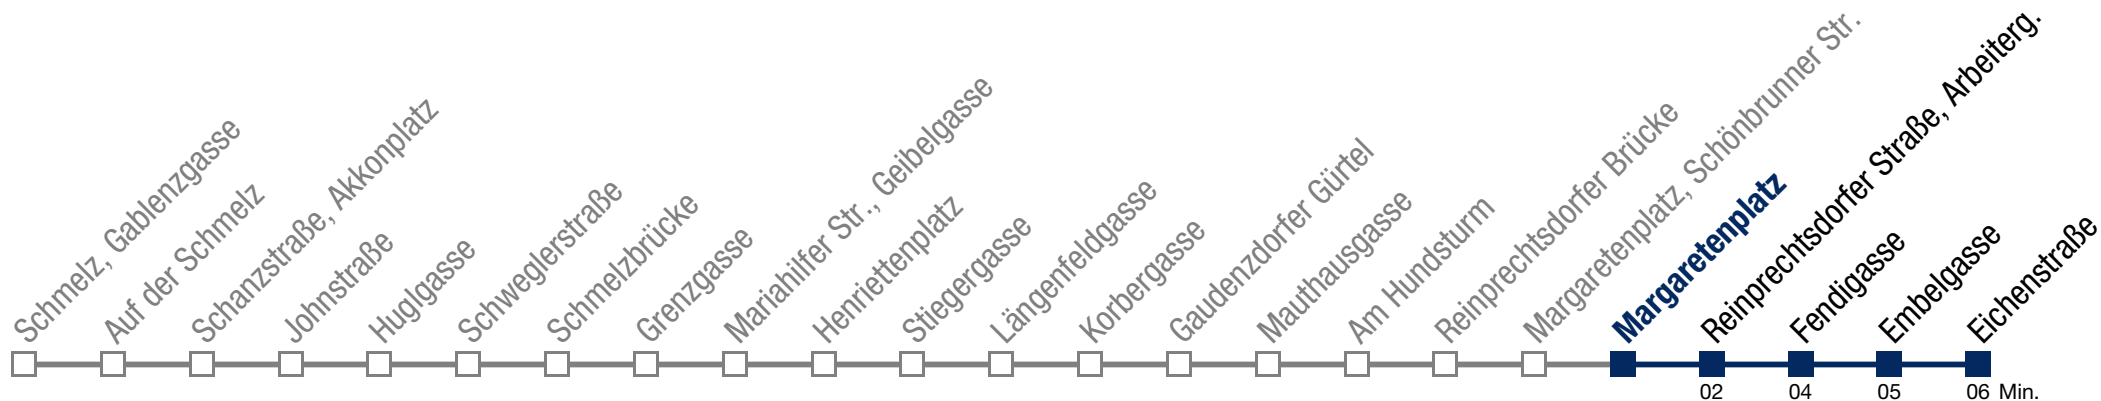 Schmelz, Gablenzgasse
Auf der Schmelz
Schanzstraße, Akkonplatz
Johnstraße
Huglgasse
Schweglerstraße
Schmelzbrücke
Grenzgasse
Mariahilfer Str., Geibelgasse
Henriettenplatz
Stiegergasse
Längenfeldgasse
Korbergasse
Gaudenzdorfer Gürtel
Mauthausgasse
Am Hundsturm
Reinprechtsdorfer Brücke
Margaretenplatz, Schönbrunner Str.
Margaretenplatz
Reinprechtsdorfer Straße, Arbeiterg.
Fendigasse
Embelgasse
Eichenstraße
02 04 05 06 Min.